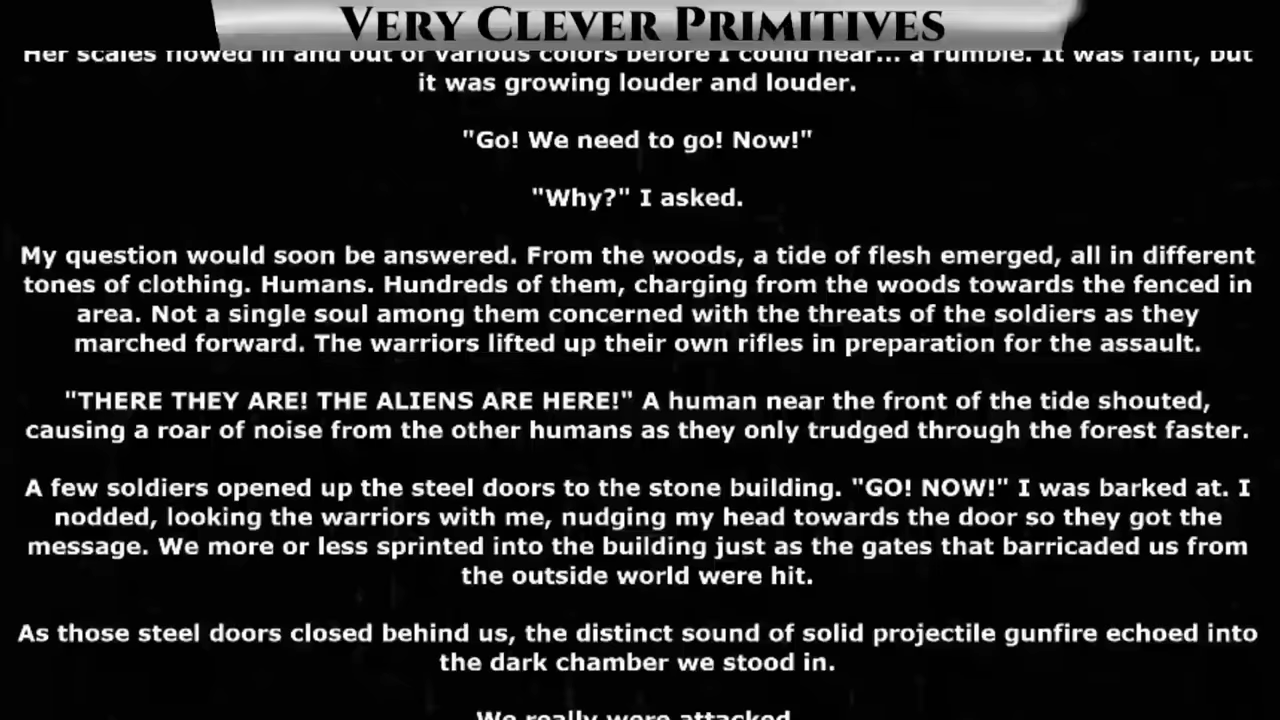 VERY CLEVER PRIMITIVES
Her scales flowed in and out of various colors before I could hear... a rumble. It was faint, but
it was growing louder and louder.
"Go! We need to go! Now!"
"Why?" I asked.
My question would soon be answered. From the woods, a tide of flesh emerged, all in different
tones of clothing. Humans. Hundreds of them, charging from the woods towards the fenced in
area. Not a single soul among them concerned with the threats of the soldiers as they
marched forward. The warriors lifted up their own rifles in preparation for the assault.
"THERE THEY ARE! THE ALIENS ARE HERE!" A human near the front of the tide shouted,
causing a roar of noise from the other humans as they only trudged through the forest faster.
A few soldiers opened up the steel doors to the stone building. "GO! NOW!" I was barked at. I
nodded, looking the warriors with me, nudging my head towards the door so they got the
message. We more or less sprinted into the building just as the gates that barricaded us from
the outside world were hit.
As those steel doors closed behind us, the distinct sound of solid projectile gunfire echoed into
the dark chamber we stood in.
We really were attacked.